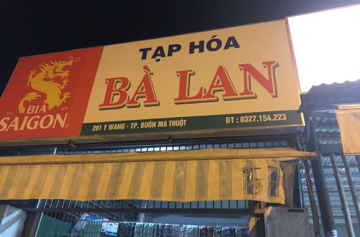 TẠP HÓA
BÀ LAN
BIA
SAIGON
201 Y WANG - TP. BUÔN MA THUỘT
ĐT : 0327.154.223